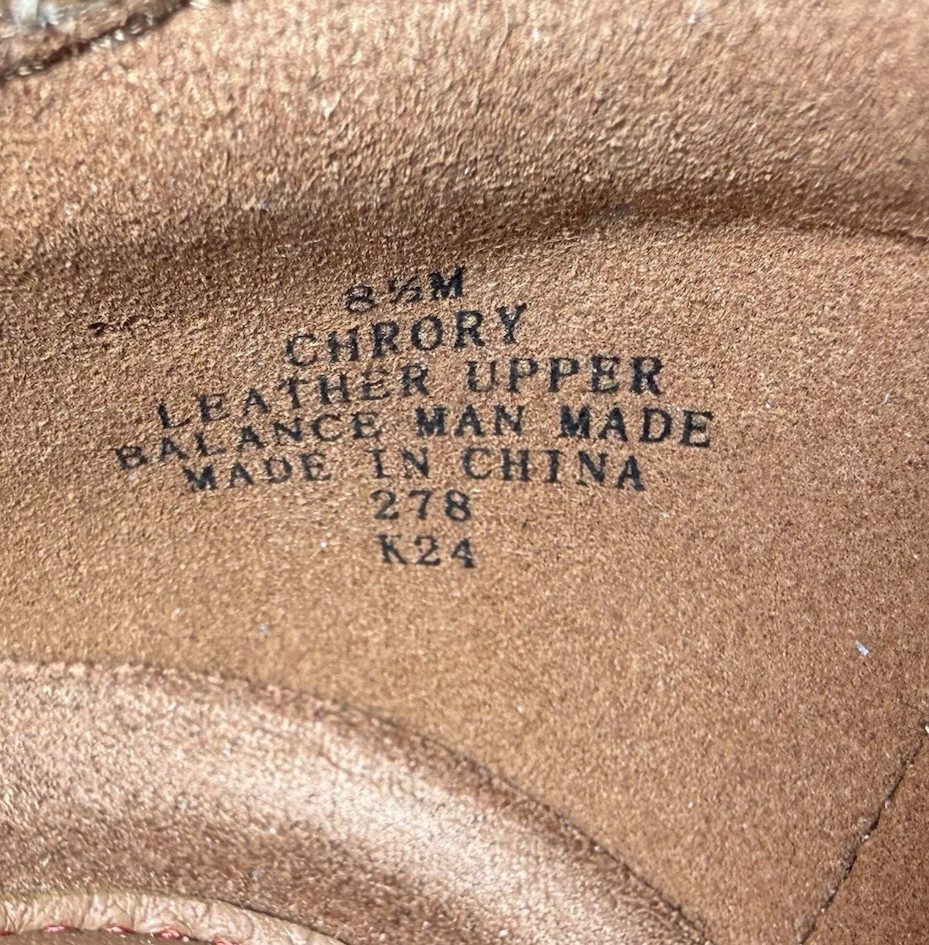 8½M
CHRORY
LEATHER UPPER
BALANCE MAN MADE
MADE IN CHINA
278
K24